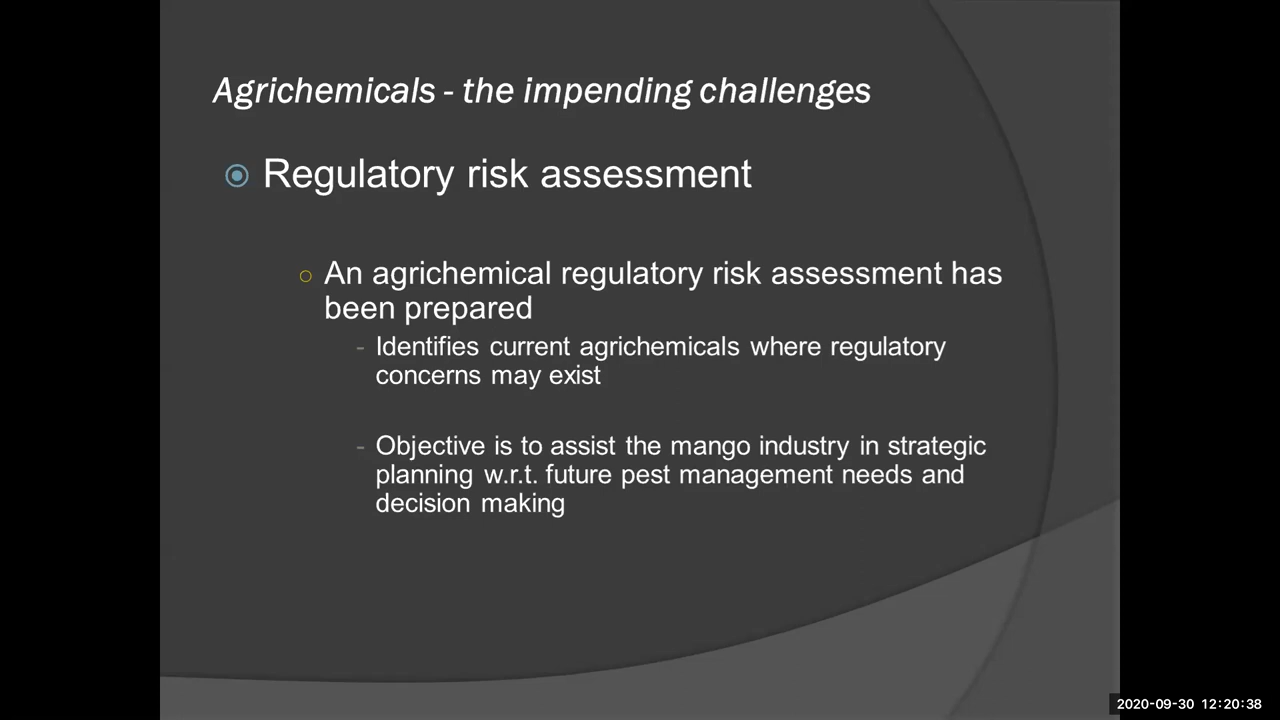 Agrichemicals - the impending challenges
Regulatory risk assessment
An agrichemical regulatory risk assessment has
been prepared
- Identifies current agrichemicals where regulatory
concerns may exist
- Objective is to assist the mango industry in strategic
planning w.r.t. future pest management needs and
decision making
2020-09-30 12:20:38